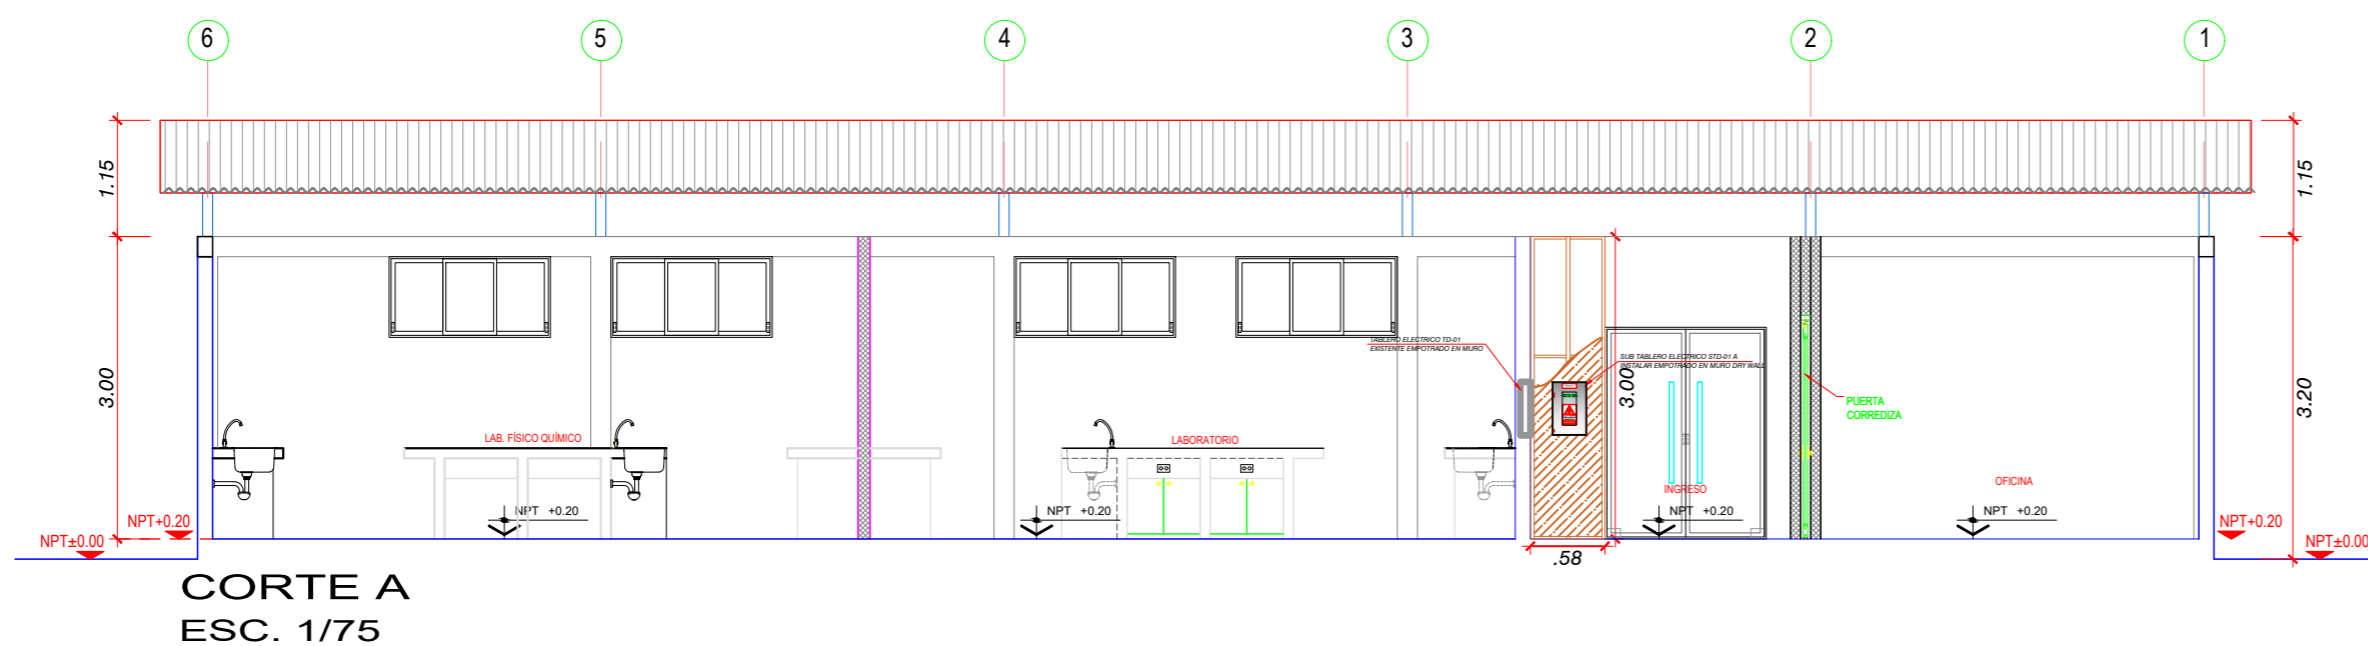 6 5 4 3 2 1
1.15
1.15
TABLERO ELECTRICO TD-01
EXISTENTE EMPOTRADO EN MURO
SUB TABLERO ELECTRICO STD-01 A
INSTALAR EMPOTRADO EN MURO DRY WALL
3.00
3.00
3.20
PUERTA
CORREDIZA
LAB. FÍSICO QUÍMICO
LABORATORIO
INGRESO
OFICINA
NPT +0.20
NPT +0.20
NPT +0.20
NPT +0.20
NPT+0.20
NPT±0.00
NPT+0.20
NPT±0.00
.58
CORTE A
ESC. 1/75